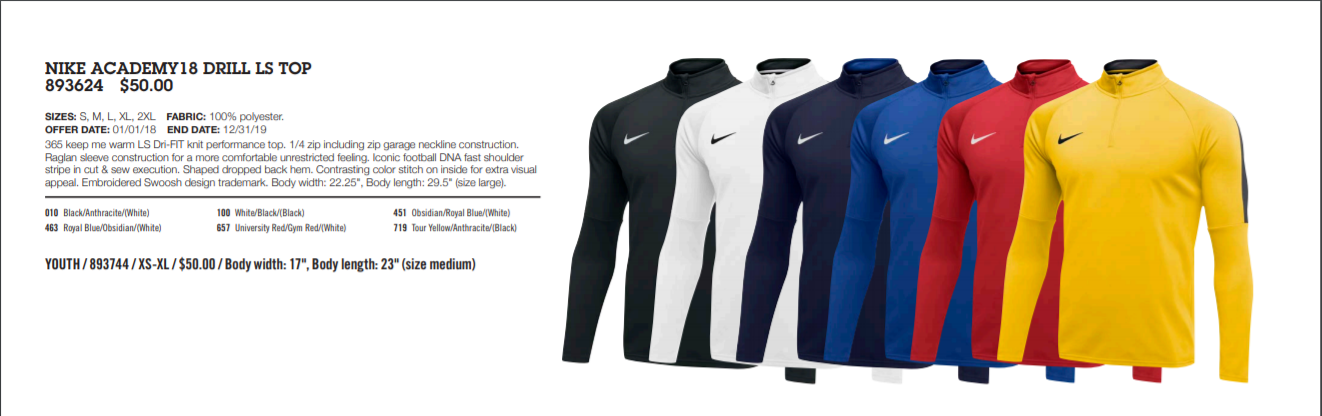 NIKE ACADEMY18 DRILL LS TOP
893624 $50.00
SIZES: S, M, L, XL, 2XL FABRIC: 100% polyester.
OFFER DATE: 01/01/18 END DATE: 12/31/19
365 keep me warm LS Dri-FIT knit performance top. 1/4 zip including zip garage neckline construction.
Raglan sleeve construction for a more comfortable unrestricted feeling. Iconic football DNA fast shoulder
stripe in cut & sew execution. Shaped dropped back hem. Contrasting color stitch on inside for extra visual
appeal. Embroidered Swoosh design trademark. Body width: 22.25", Body length: 29.5" (size large).
010 Black/Anthracite/(White) 100 White/Black/(Black) 451 Obsidian/Royal Blue/(White)
463 Royal Blue/Obsidian/(White) 657 University Red/Gym Red/(White) 719 Tour Yellow/Anthracite/(Black)
YOUTH / 893744 / XS-XL / $50.00 / Body width: 17", Body length: 23" (size medium)